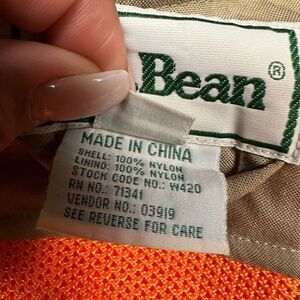 Bean®
MADE IN CHINA
SHELL: 100% NYLON
LINING: 100% NYLON
STOCK CODE NO.: W420
RN NO.: 71341
VENDOR NO.: 03919
SEE REVERSE FOR CARE